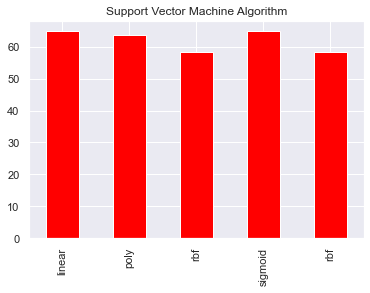 Support Vector Machine Algorithm
60
50
40
30
20
10
0
linear
poly
rbf
sigmoid
rbf